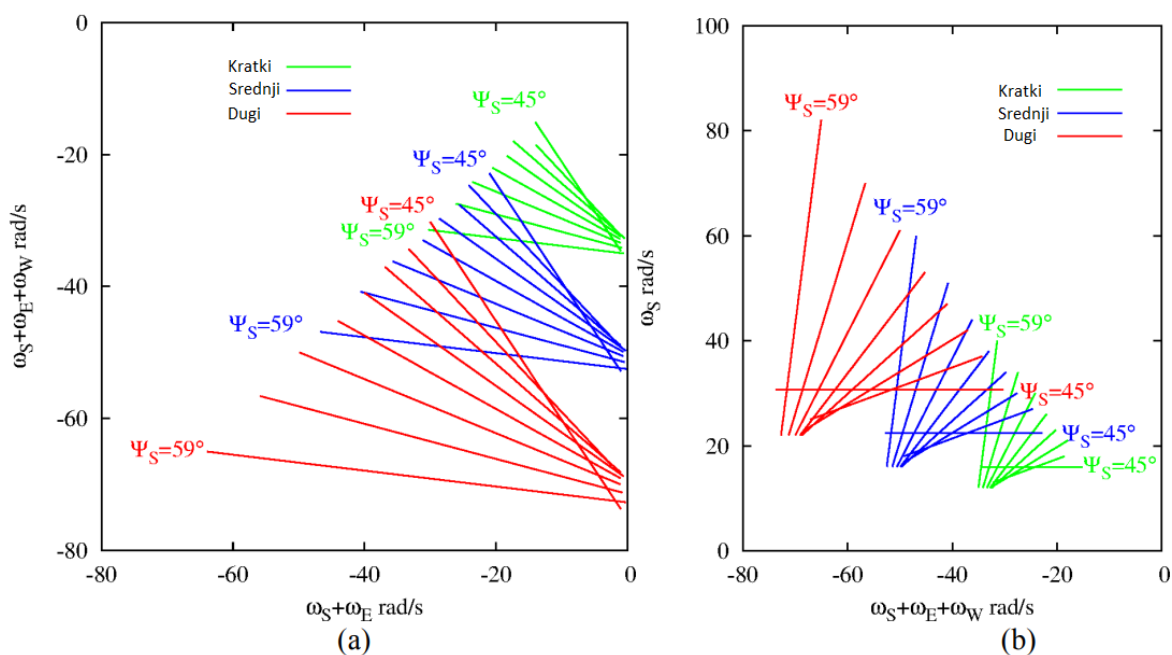 0
-20
-40
-60
-80
ω_S+ω_E+ω_W rad/s
Kratki
Srednji
Dugi
Ψ_S=45°
Ψ_S=45°
Ψ_S=45°
Ψ_S=59°
Ψ_S=59°
Ψ_S=59°
-80 -60 -40 -20 0
ω_S+ω_E rad/s
(a)
100
80
60
40
20
0
ω_S rad/s
Kratki
Srednji
Dugi
Ψ_S=59°
Ψ_S=59°
Ψ_S=59°
Ψ_S=45°
Ψ_S=45°
Ψ_S=45°
-80 -60 -40 -20 0
ω_S+ω_E+ω_W rad/s
(b)